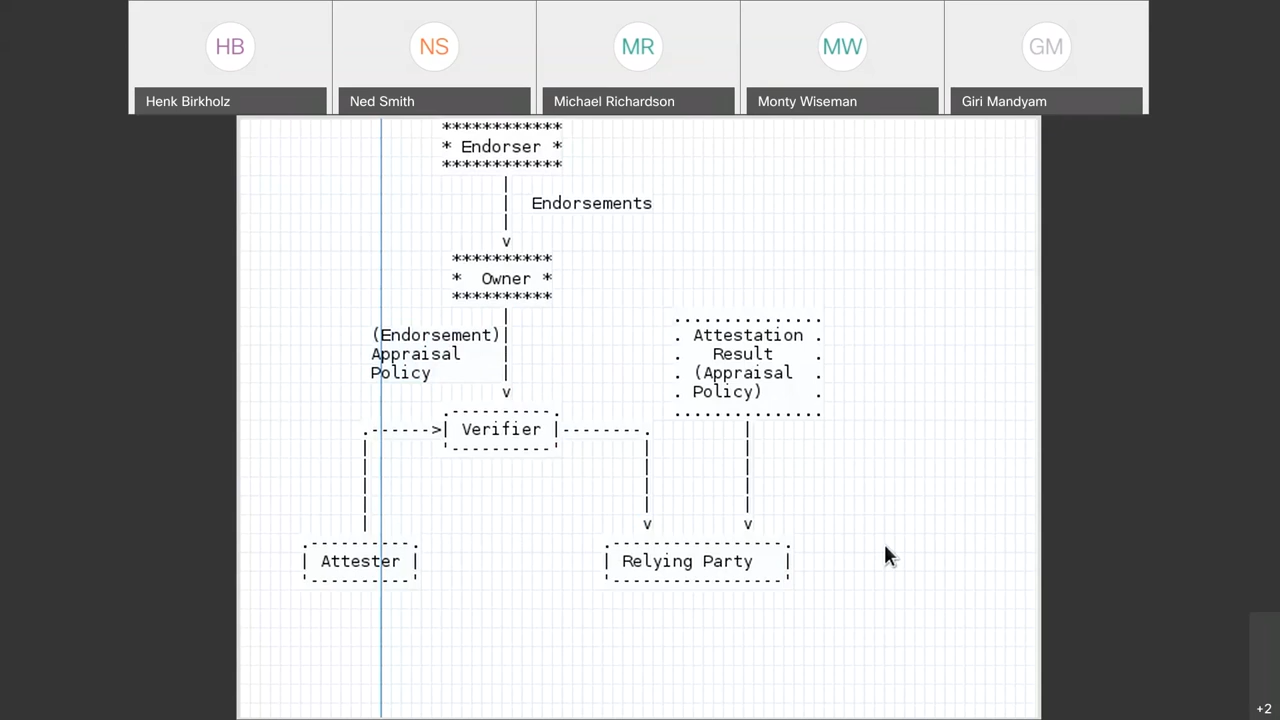 HB
NS
MR
MW
GM
Henk Birkholz
Ned Smith
Michael Richardson
Monty Wiseman
Giri Mandyam
************
* Endorser *
************
Endorsements
v
**********
* Owner *
**********
(Endorsement)
Appraisal
Policy
v
...............
. Attestation .
. Result .
. (Appraisal .
. Policy) .
...............
.------>| Verifier |--------.
v v
| Attester |
| Relying Party |
+2